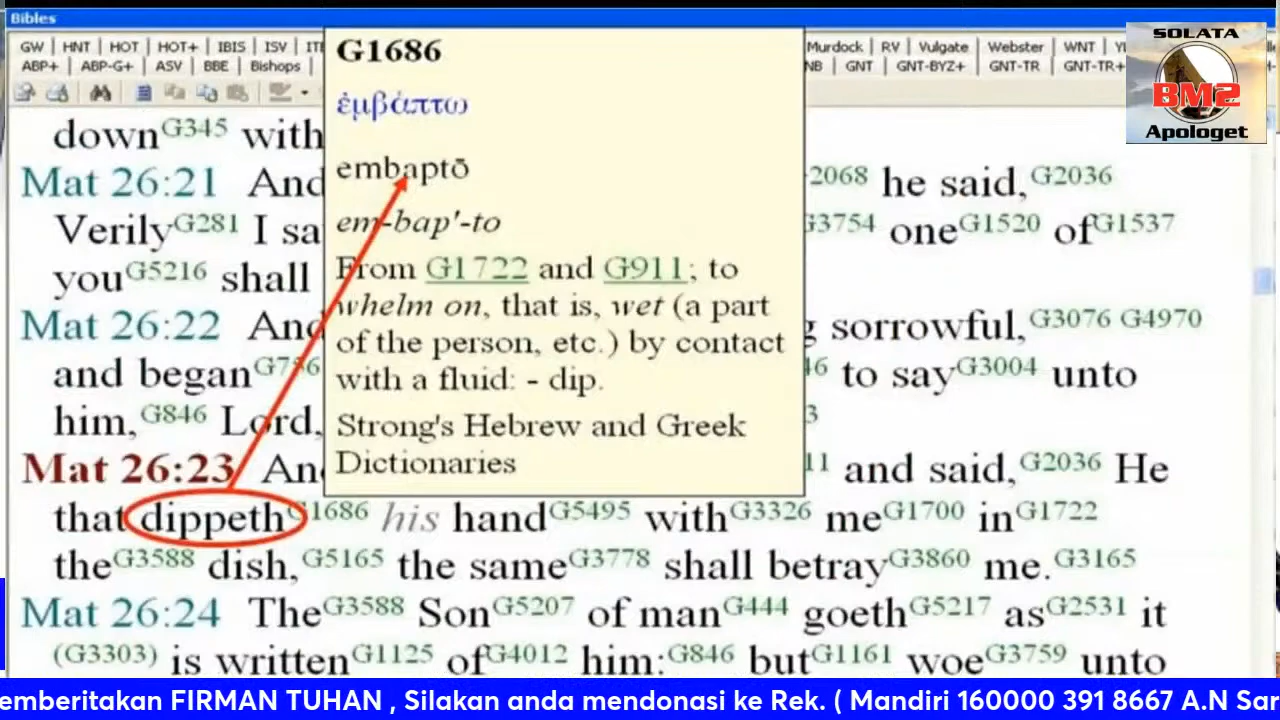 Bibles
GW | HNT | HOT | HOT+ | IBIS | ISV |
Murdock | RV | Vulgate | Webster | WNT |
ABP+ | ABP-G+ | ASV | BBE | Bishops |
NB | GNT | GNT-BYZ+ | GNT-TR | GNT-TR+
SOLATA
BM2
Apologet
G1686
ἐμβάπτω
embaptō
em-bap'-to
From G1722 and G911; to
whelm on, that is, wet (a part
of the person, etc.) by contact
with a fluid: - dip.
Strong's Hebrew and Greek
Dictionaries
down G345 with
Mat 26:21 And 2068 he said, G2036
Verily G281 I sa G3754 one G1520 of G1537
you G5216 shall
Mat 26:22 And g sorrowful, G3076 G4970
and began to say G3004 unto
him, G846 Lord,
Mat 26:23 An 11 and said, G2036 He
that dippeth G1686 his hand G5495 with G3326 me G1700 in G1722
the G3588 dish, G5165 the same G3778 shall betray G3860 me. G3165
Mat 26:24 The G3588 Son G5207 of man G444 goeth G5217 as G2531 it
(G3303) is written G1125 of G4012 him: G846 but G1161 woe G3759 unto
emberitakan FIRMAN TUHAN , Silakan anda mendonasi ke Rek. ( Mandiri 160000 391 8667 A.N Sar